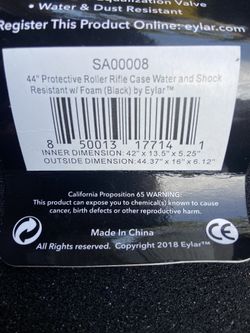 Equalization Valve
• Water & Dust Resistant
Register This Product Online: eylar.com
SA00008
44" Protective Roller Rifle Case Water and Shock
Resistant w/ Foam (Black) by Eylar™
8 50013 17714 1
INNER DIMENSION: 42" x 13.5" x 5.25"
OUTSIDE DIMENSION: 44.37" x 16" x 6.12"
California Proposition 65 WARNING:
This product can expose you to chemical(s) known to
cause cancer, birth defects or other reproductive harm.
CE
Made In China
All rights Reserved. Copyright 2018 Eylar™